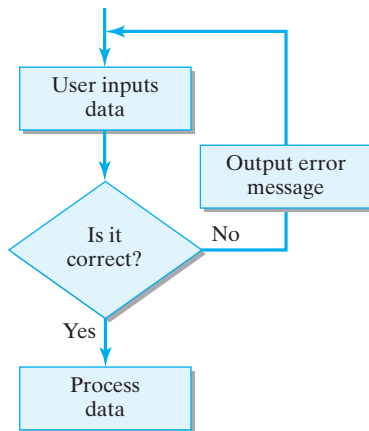 User inputs
data
Output error
message
Is it
correct?
No
Yes
Process
data